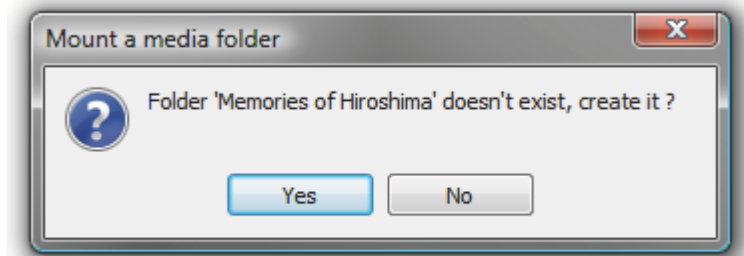 Mount a media folder
Folder 'Memories of Hiroshima' doesn't exist, create it ?
Yes
No